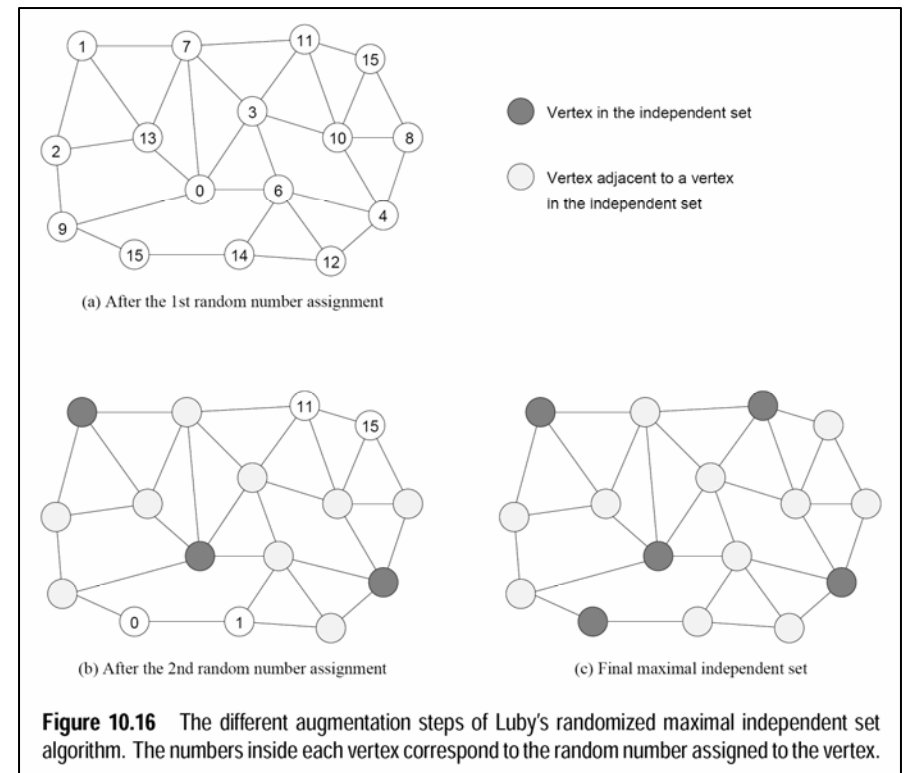 1
7
11
15
3
2
13
10
8
0
6
9
4
15
14
12
Vertex in the independent set
Vertex adjacent to a vertex
in the independent set
(a) After the 1st random number assignment
11
15
0
1
(b) After the 2nd random number assignment
(c) Final maximal independent set
Figure 10.16 The different augmentation steps of Luby's randomized maximal independent set
algorithm. The numbers inside each vertex correspond to the random number assigned to the vertex.